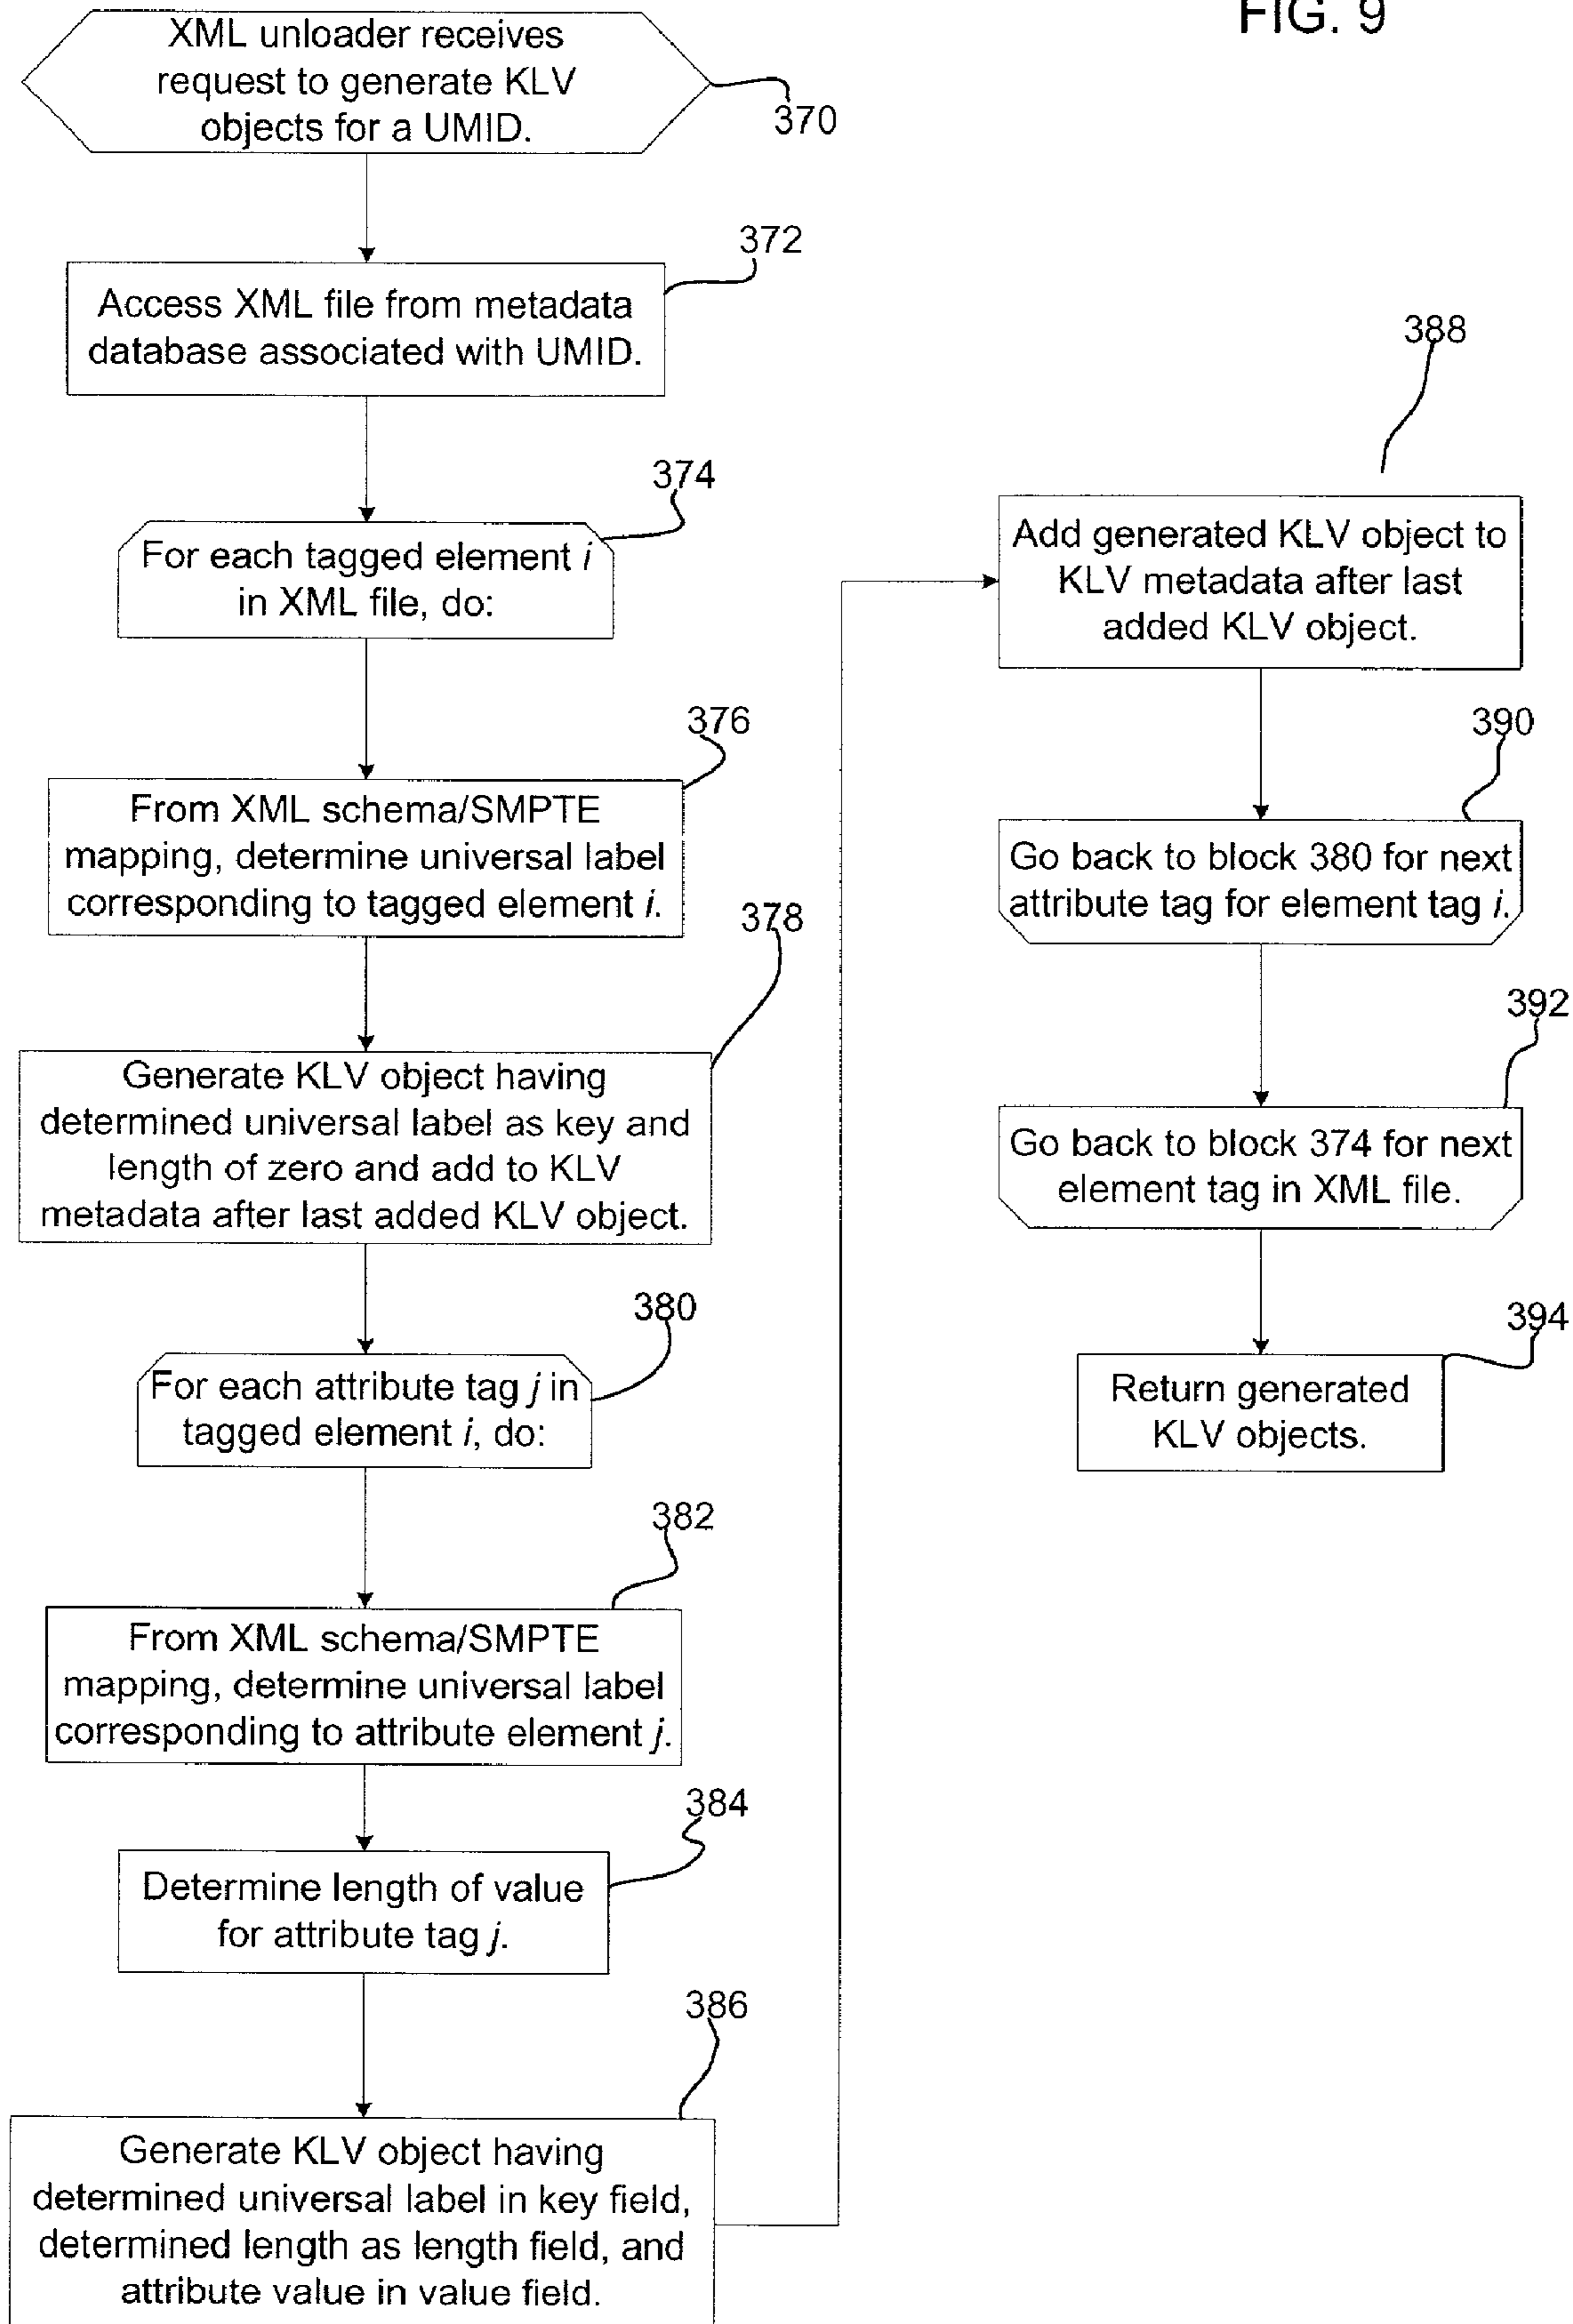 FIG. 9
XML unloader receives
request to generate KLV
objects for a UMID.
370
372
Access XML file from metadata
database associated with UMID.
374
For each tagged element i
in XML file, do:
376
From XML schema/SMPTE
mapping, determine universal label
corresponding to tagged element i.
378
Generate KLV object having
determined universal label as key and
length of zero and add to KLV
metadata after last added KLV object.
380
For each attribute tag j in
tagged element i, do:
382
From XML schema/SMPTE
mapping, determine universal label
corresponding to attribute element j.
384
Determine length of value
for attribute tag j.
386
Generate KLV object having
determined universal label in key field,
determined length as length field, and
attribute value in value field.
388
Add generated KLV object to
KLV metadata after last
added KLV object.
390
Go back to block 380 for next
attribute tag for element tag i.
392
Go back to block 374 for next
element tag in XML file.
394
Return generated
KLV objects.